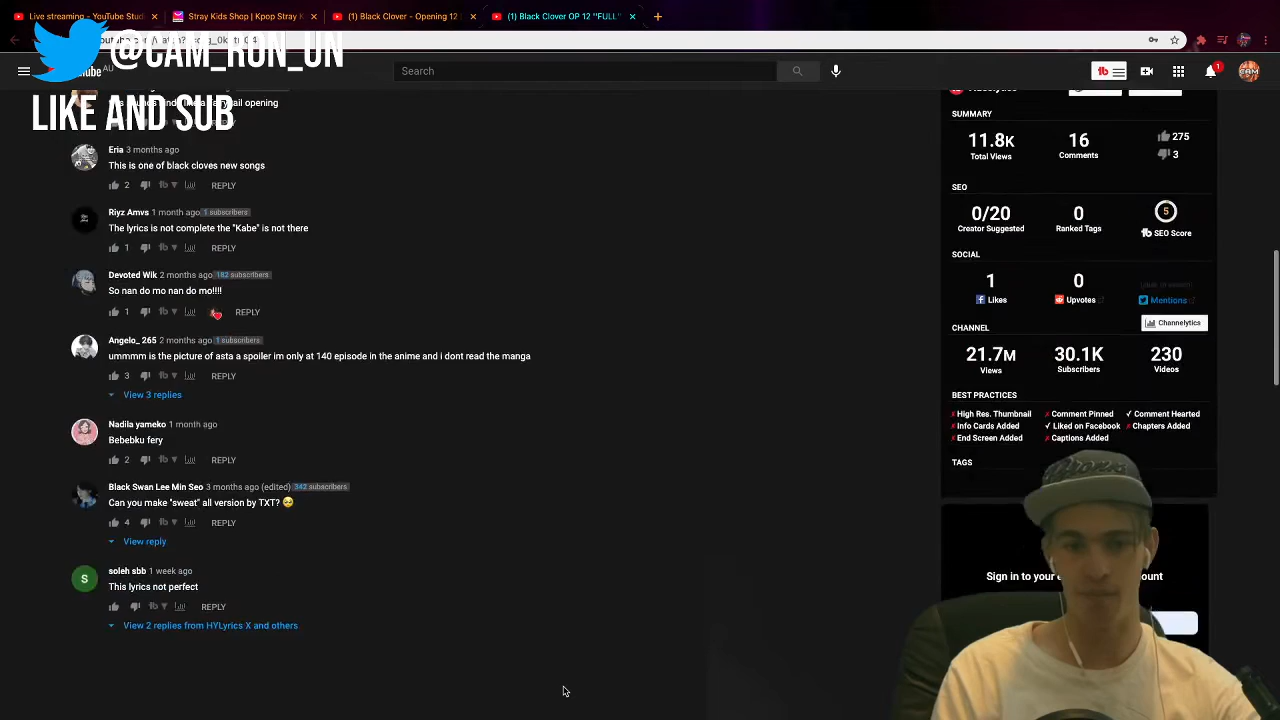 Live streaming - YouTube Stud
Stray Kids Shop | Kpop Stray K
(1) Black Clover - Opening 12
(1) Black Clover OP 12 "FULL"
@CAM_RON_UN
LIKE AND SUB
AU
Search
1
CAM
opening
Eria 3 months ago
This is one of black cloves new songs
2 REPLY
Riyz Amvs 1 month ago 1 subscribers
The lyrics is not complete the "Kabe" is not there
1 REPLY
Devoted Wik 2 months ago 182 subscribers
So nan do mo nan do mo!!!!
1 REPLY
Angelo_ 265 2 months ago 1 subscribers
ummmm is the picture of asta a spoiler im only at 140 episode in the anime and i dont read the manga
3 REPLY
View 3 replies
Nadila yameko 1 month ago
Bebebku fery
2 REPLY
Black Swan Lee Min Seo 3 months ago (edited) 342 subscribers
Can you make "sweat" all version by TXT? 🥺
4 REPLY
View reply
S
soleh sbb 1 week ago
This lyrics not perfect
REPLY
View 2 replies from HYLyrics X and others
SUMMARY
11.8K 16 275
Total Views Comments 3
SEO
0/20 0 5
Creator Suggested Ranked Tags tb SEO Score
SOCIAL
1 0
Likes Upvotes Mentions
Channelytics
CHANNEL
21.7M 30.1K 230
Views Subscribers Videos
BEST PRACTICES
✗ High Res. Thumbnail ✗ Comment Pinned ✓ Comment Hearted
✗ Info Cards Added ✓ Liked on Facebook ✗ Chapters Added
✗ End Screen Added ✗ Captions Added
TAGS
Sign in to your